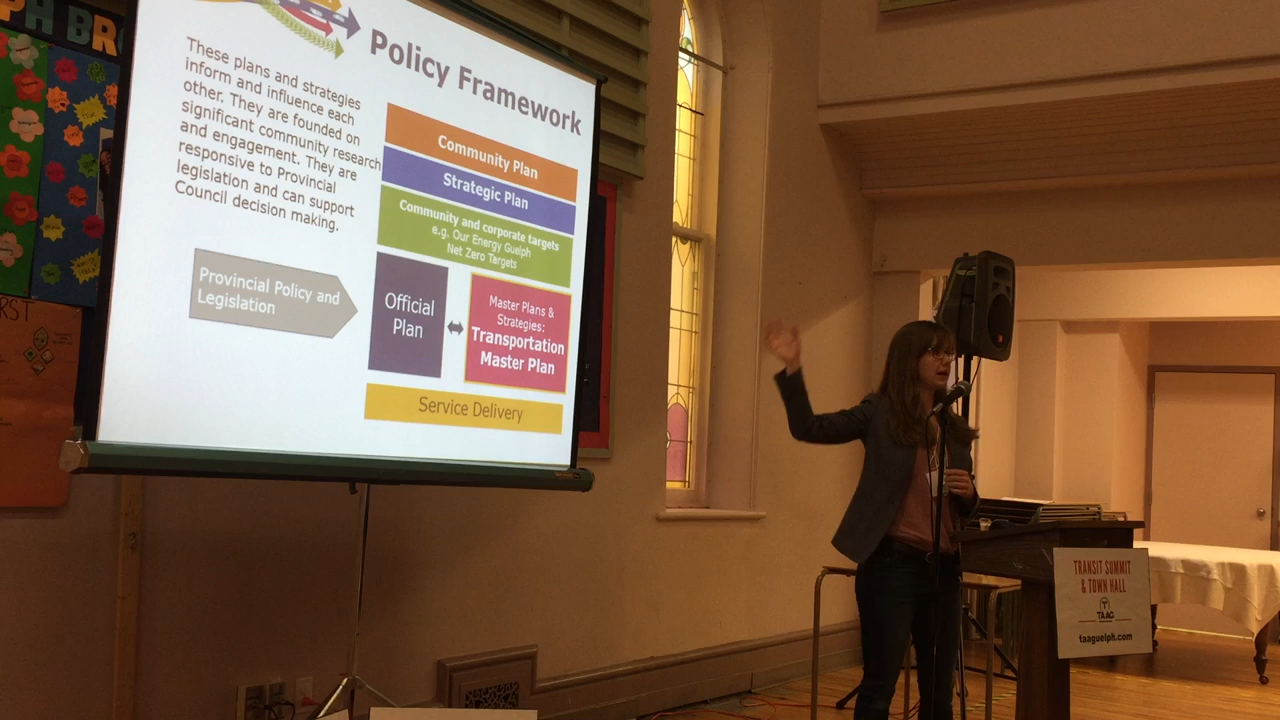 PH BR
RST
Policy Framework
These plans and strategies
inform and influence each
other. They are founded on
significant community research
and engagement. They are
responsive to Provincial
legislation and can support
Council decision making.
Community Plan
Strategic Plan
Community and corporate targets
e.g. Our Energy Guelph
Net Zero Targets
Provincial Policy and
Legislation
Official
Plan
Master Plans &
Strategies:
Transportation
Master Plan
Service Delivery
TRANSIT SUMMIT
& TOWN HALL
T
TAAG
taaguelph.com